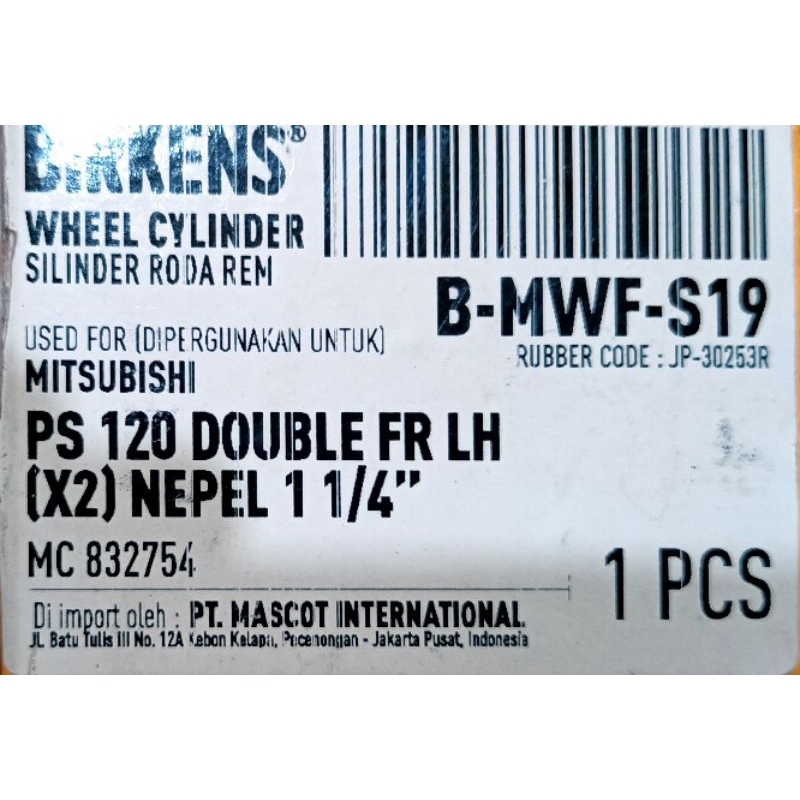 BIRKENS®
WHEEL CYLINDER
SILINDER RODA REM
B-MWF-S19
RUBBER CODE : JP-30253R
USED FOR (DIPERGUNAKAN UNTUK)
MITSUBISHI
PS 120 DOUBLE FR LH
(X2) NEPEL 1 1/4”
MC 832754
1 PCS
Di import oleh : PT. MASCOT INTERNATIONAL
JL Batu Tulis III No. 12A Kebon Kelapa, Pecenongan - Jakarta Pusat, Indonesia